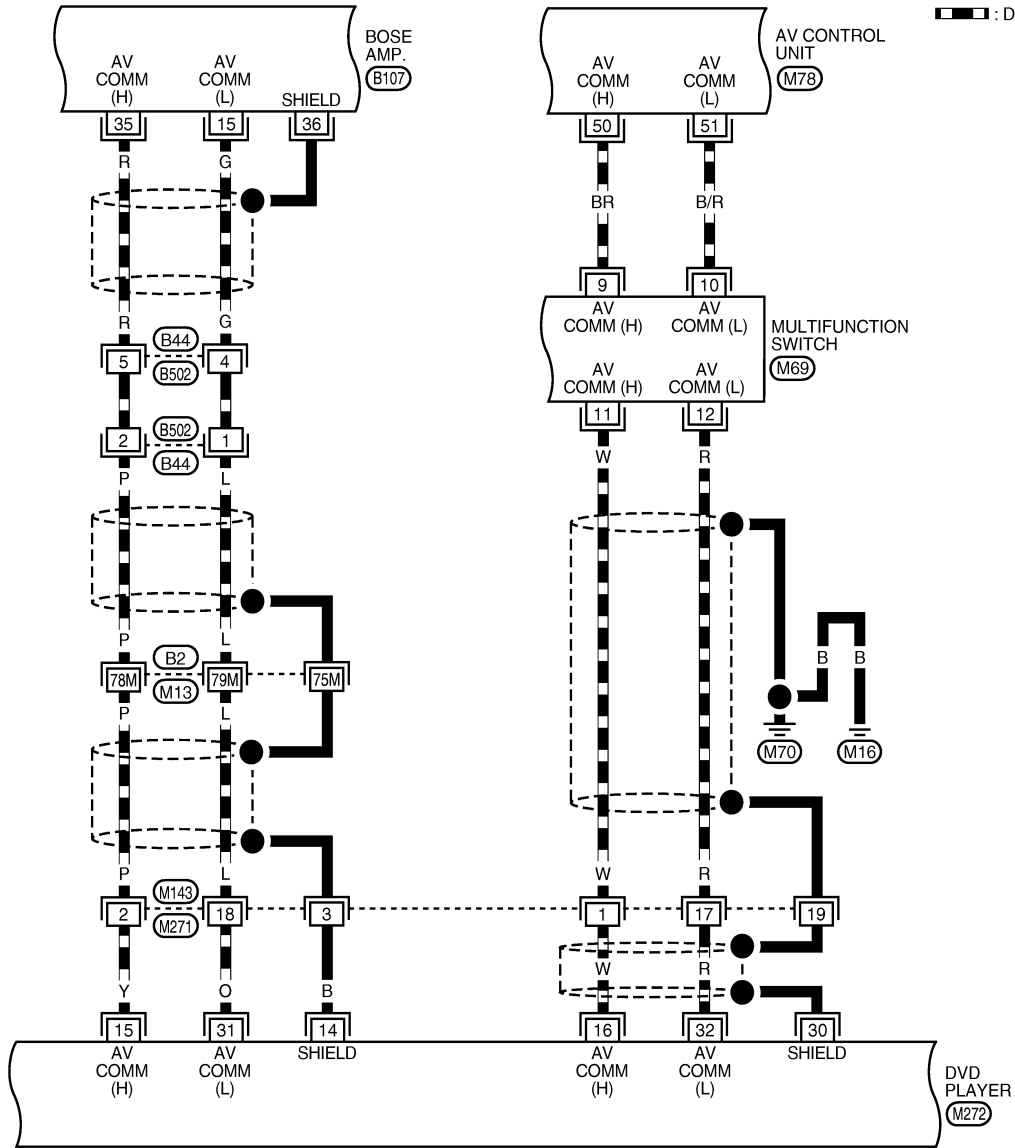 : D
BOSE
AMP.
B107
AV
COMM
(H)
AV
COMM
(L)
SHIELD
35
15
36
AV CONTROL
UNIT
M78
AV
COMM
(H)
AV
COMM
(L)
50
51
R
G
BR
B/R
9
10
AV
COMM (H)
AV
COMM (L)
MULTIFUNCTION
SWITCH
M69
AV
COMM (H)
AV
COMM (L)
11
12
R
G
B44
5
4
B502
B502
2
1
B44
P
L
W
R
P
L
B2
78M
79M
75M
M13
P
L
B
B
M70
M16
P
L
W
R
M143
2
18
3
1
17
19
M271
W
R
Y
O
B
15
31
14
16
32
30
AV
COMM
(H)
AV
COMM
(L)
SHIELD
AV
COMM
(H)
AV
COMM
(L)
SHIELD
DVD
PLAYER
M272